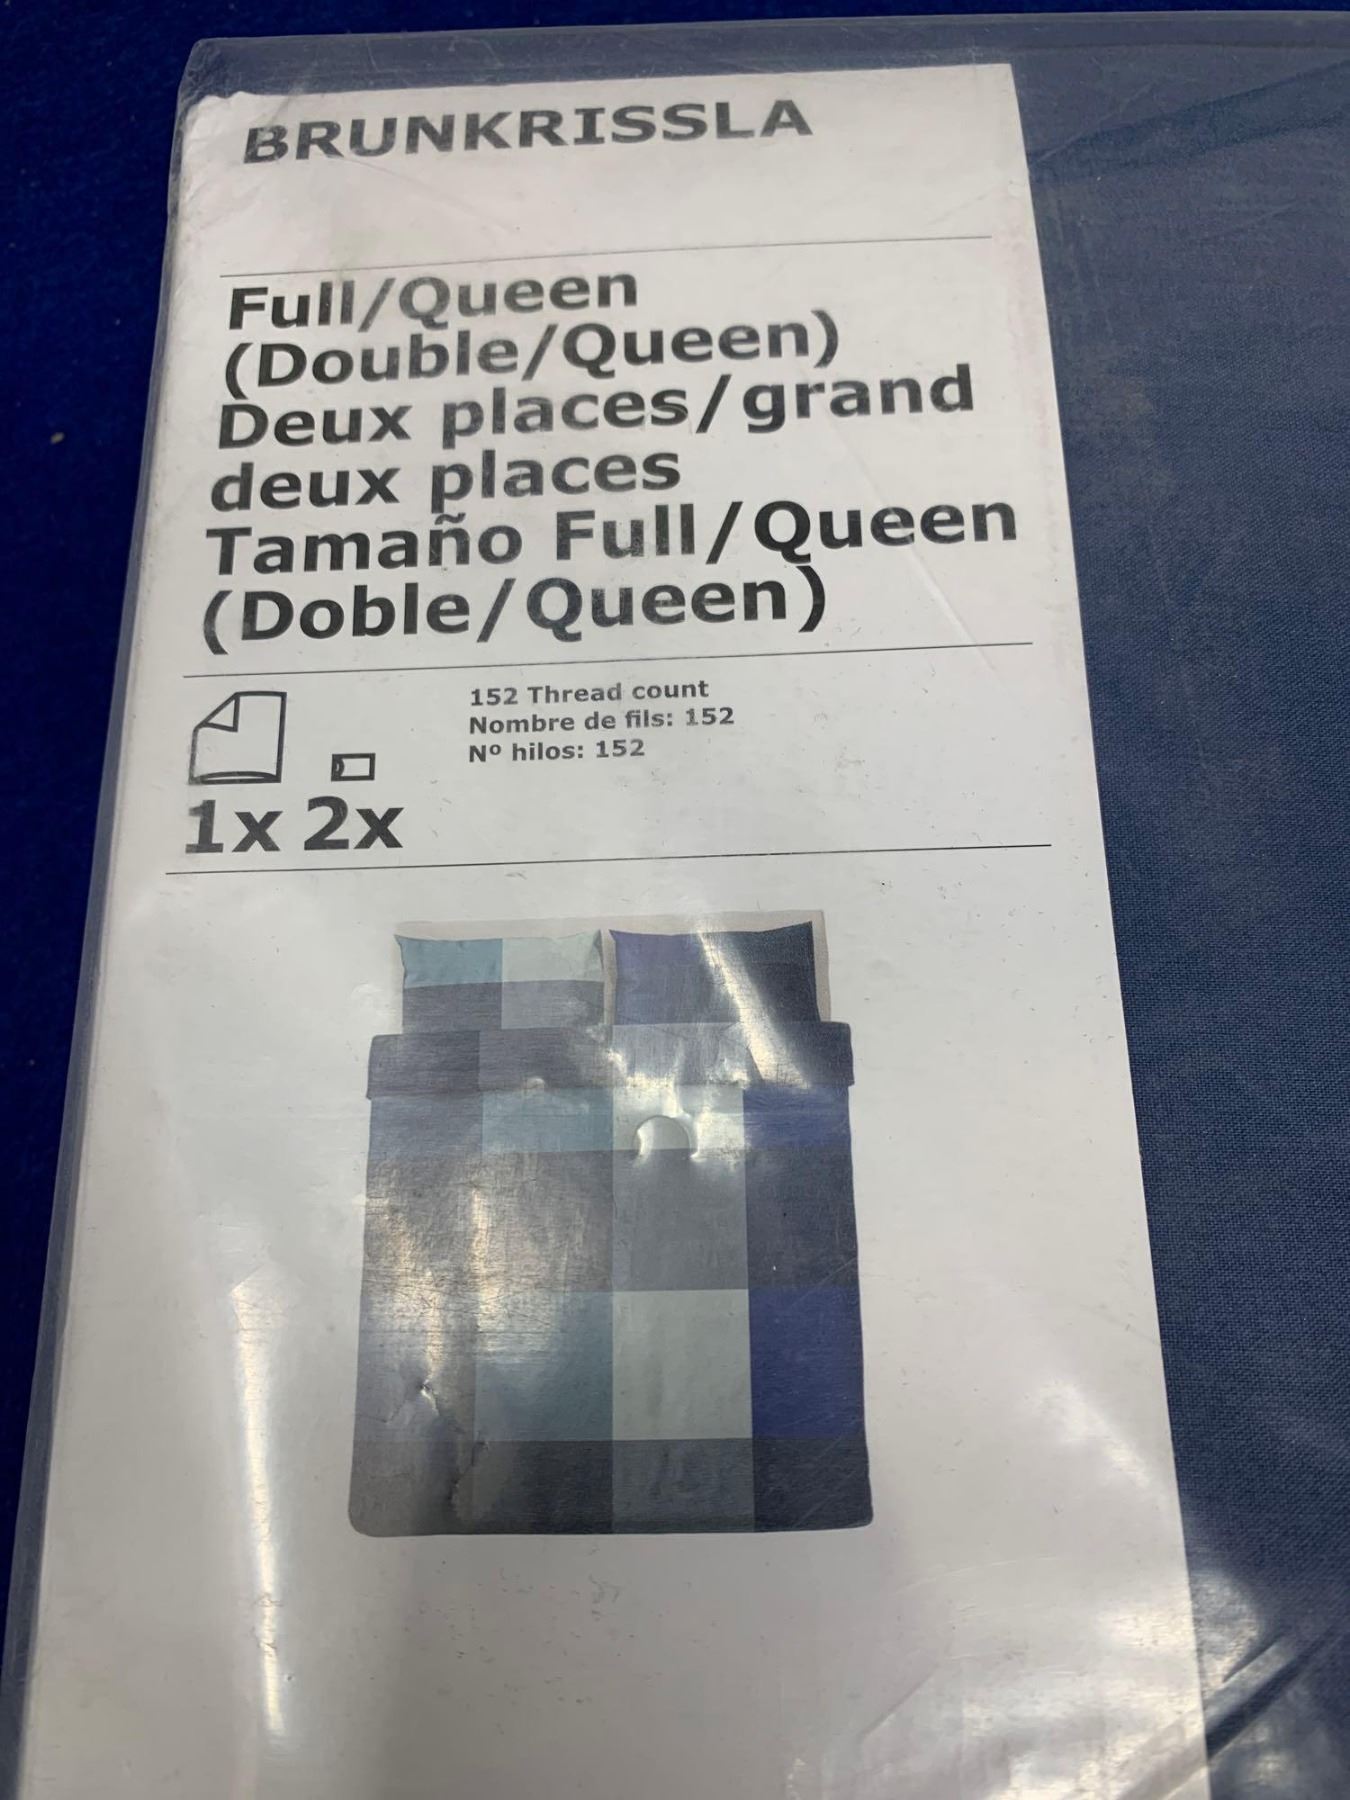 BRUNKRISSLA
Full/Queen
(Double/Queen)
Deux places/grand
deux places
Tamaño Full/Queen
(Doble/Queen)
152 Thread count
Nombre de fils: 152
Nº hilos: 152
1x 2x